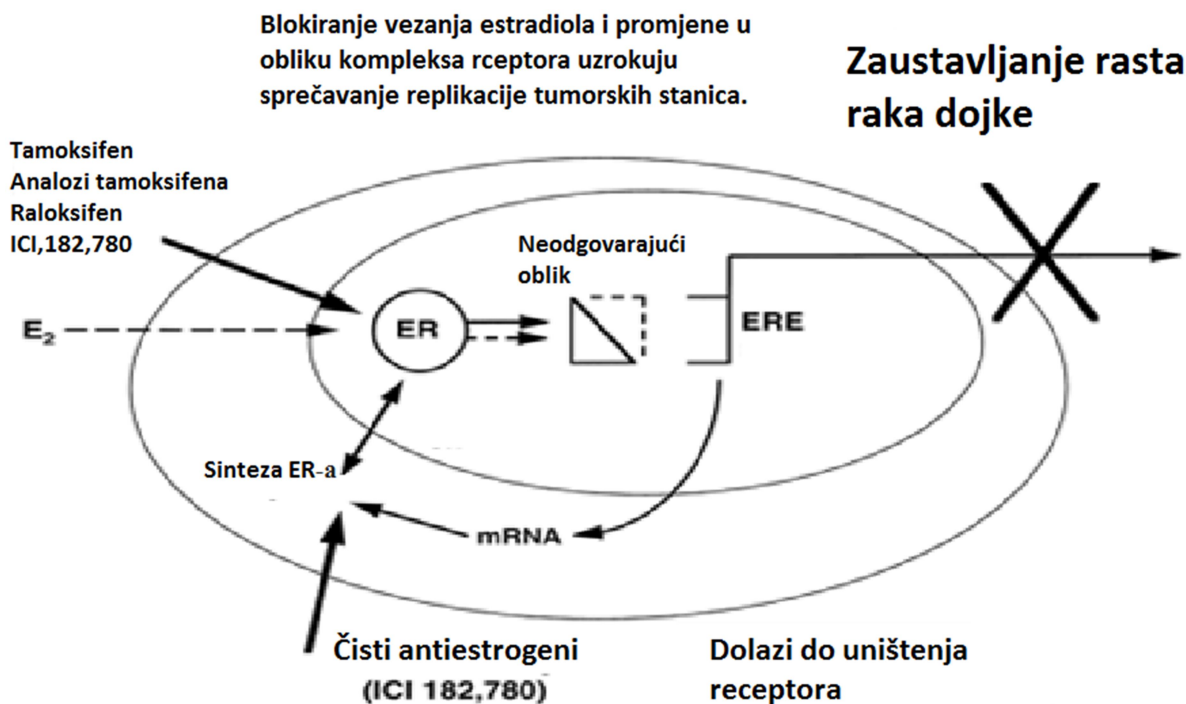 Blokiranje vezanja estradiola i promjene u
obliku kompleksa rceptora uzrokuju
sprečavanje replikacije tumorskih stanica.
Zaustavljanje rasta
raka dojke
Tamoksifen
Analozi tamoksifena
Raloksifen
ICI,182,780
Neodgovarajući
oblik
E2
ER
ERE
Sinteza ER-a
mRNA
Čisti antiestrogeni
(ICI 182,780)
Dolazi do uništenja
receptora